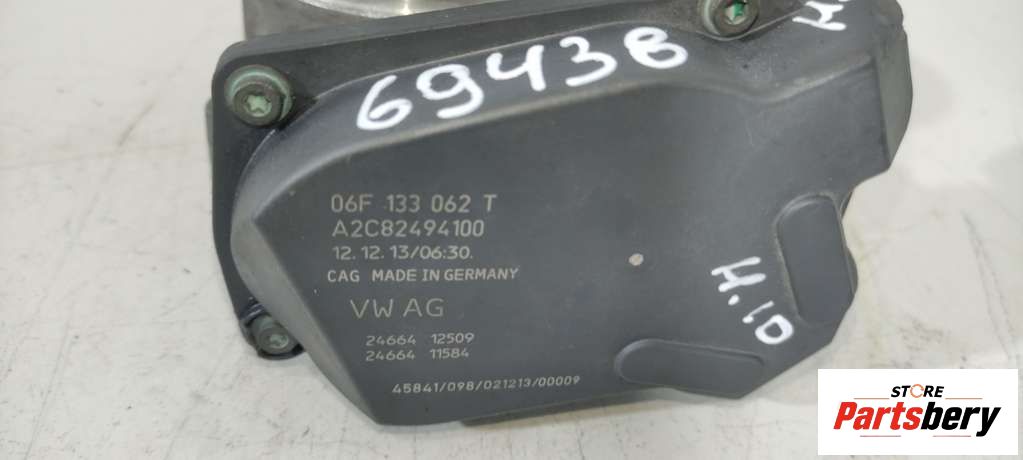 69438
06F 133 062 T
A2C82494100
12.12.13/06:30.
CAG MADE IN GERMANY
VW AG
24664 12509
24664 11584
45841/098/021213/00009
H.10
STORE
Partsbery